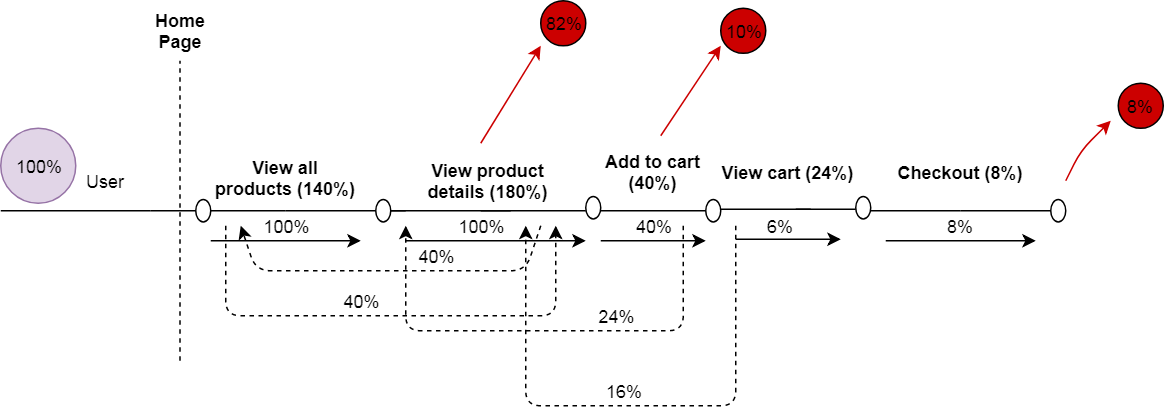 Home
Page
82%
10%
8%
100%
User
View all
products (140%)
View product
details (180%)
Add to cart
(40%)
View cart (24%)
Checkout (8%)
100%
100%
40%
6%
8%
40%
40%
24%
16%